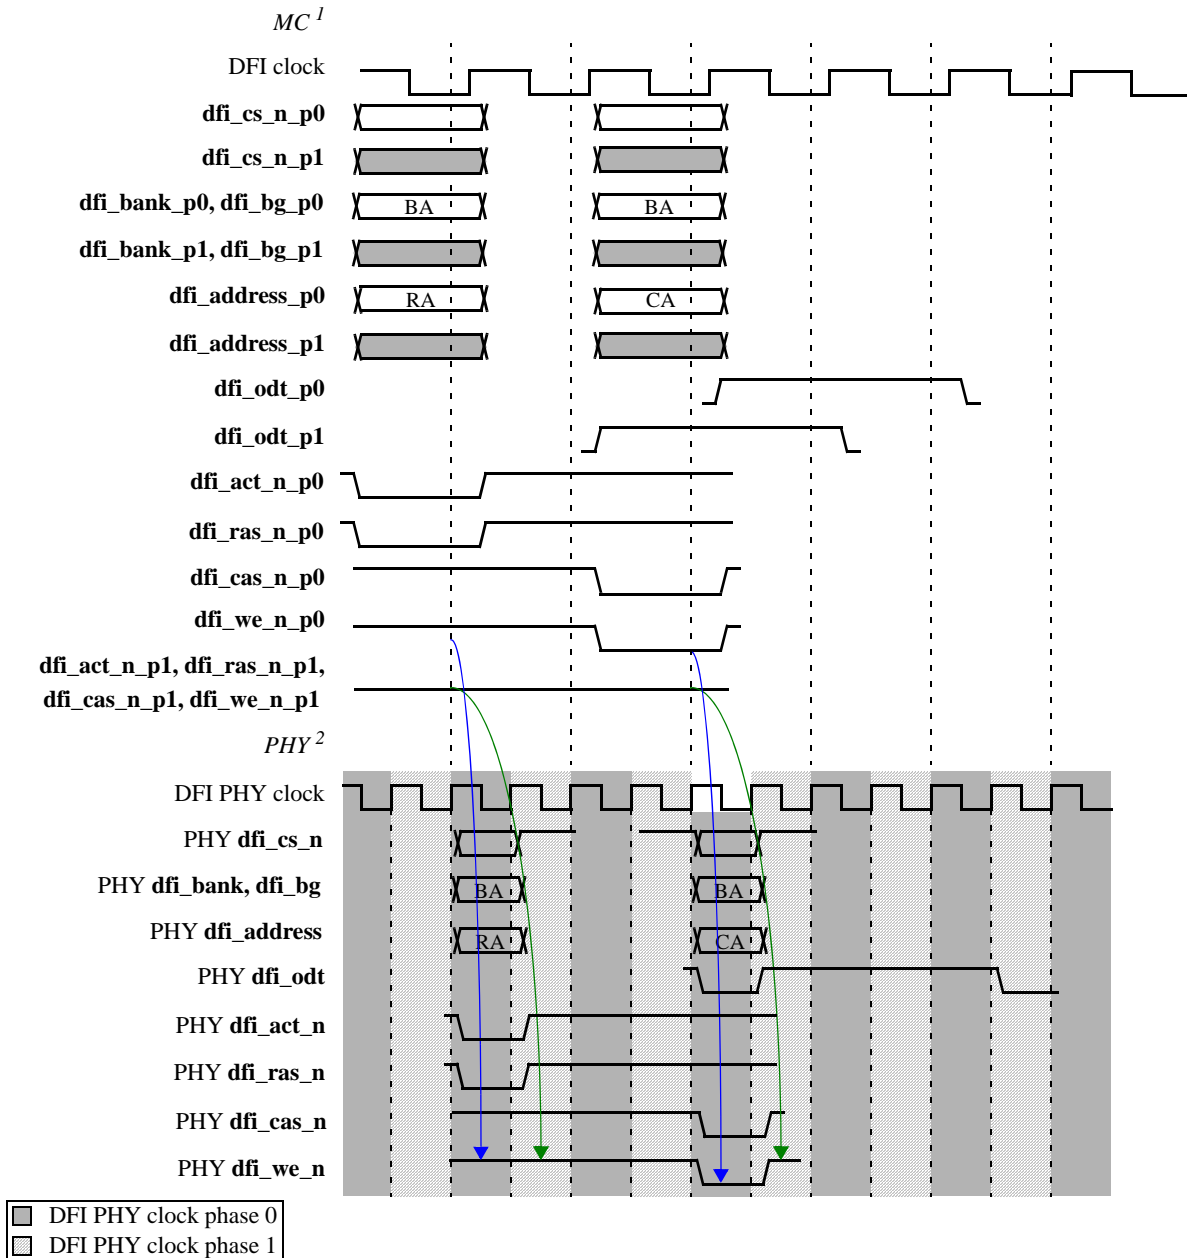 MC 1
DFI clock
dfi_cs_n_p0
dfi_cs_n_p1
dfi_bank_p0, dfi_bg_p0 BA BA
dfi_bank_p1, dfi_bg_p1
dfi_address_p0 RA CA
dfi_address_p1
dfi_odt_p0
dfi_odt_p1
dfi_act_n_p0
dfi_ras_n_p0
dfi_cas_n_p0
dfi_we_n_p0
dfi_act_n_p1, dfi_ras_n_p1,
dfi_cas_n_p1, dfi_we_n_p1
PHY 2
DFI PHY clock
PHY dfi_cs_n
PHY dfi_bank, dfi_bg BA BA
PHY dfi_address RA CA
PHY dfi_odt
PHY dfi_act_n
PHY dfi_ras_n
PHY dfi_cas_n
PHY dfi_we_n
DFI PHY clock phase 0
DFI PHY clock phase 1